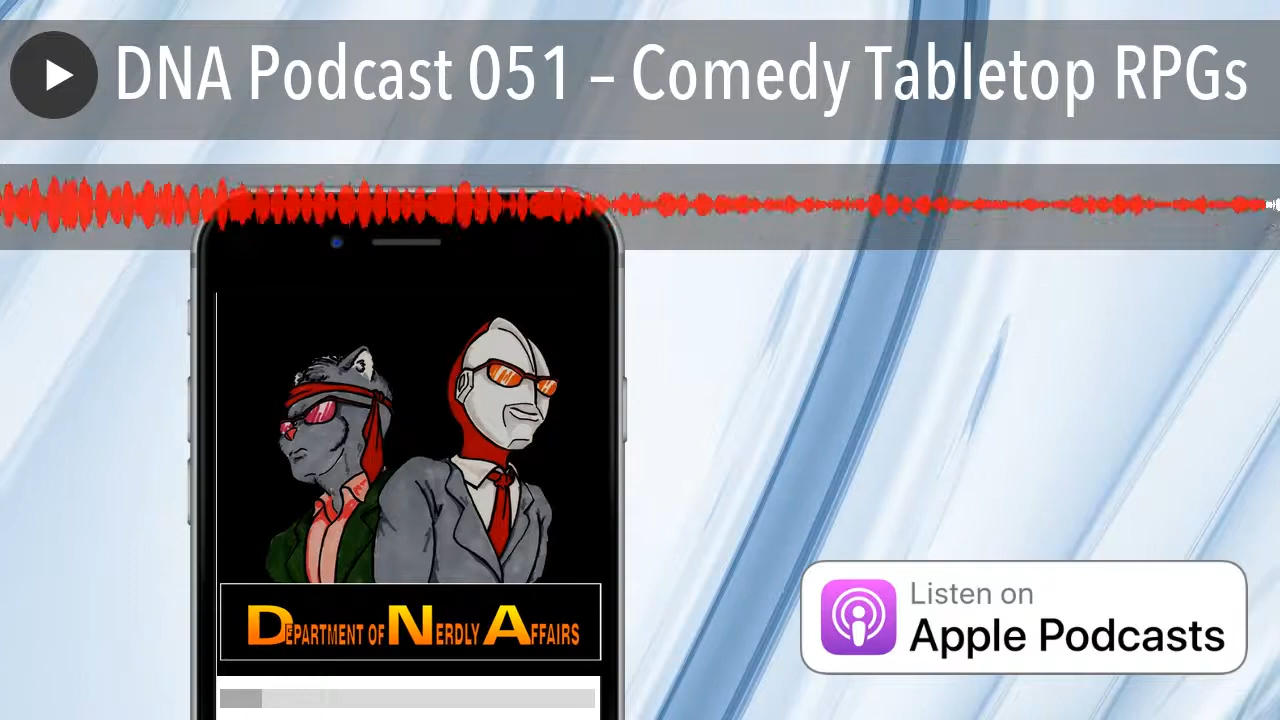 DNA Podcast 051 – Comedy Tabletop RPGs
DEPARTMENT OF NERDLY AFFAIRS
Listen on
Apple Podcasts